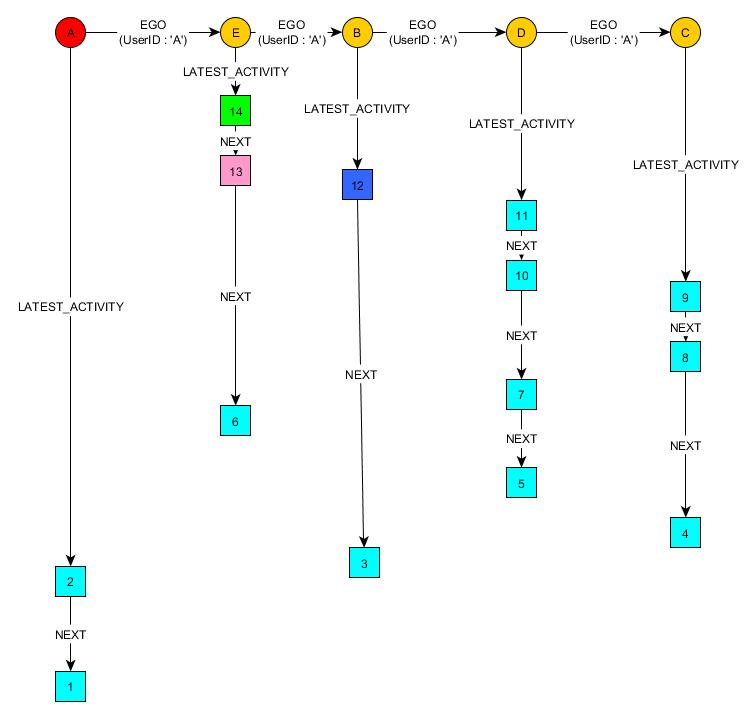 A
EGO
(UserID : 'A')
E
EGO
(UserID : 'A')
B
EGO
(UserID : 'A')
D
EGO
(UserID : 'A')
C
LATEST_ACTIVITY
14
NEXT
13
NEXT
6
LATEST_ACTIVITY
12
NEXT
3
LATEST_ACTIVITY
11
NEXT
10
NEXT
7
NEXT
5
LATEST_ACTIVITY
9
NEXT
8
NEXT
4
LATEST_ACTIVITY
2
NEXT
1